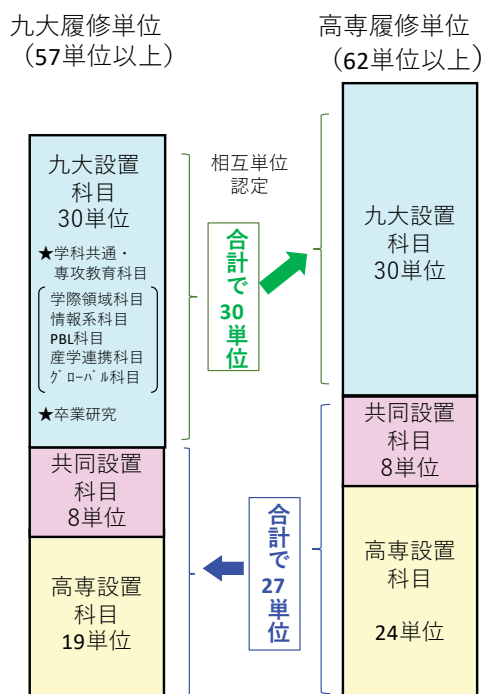 九大履修単位
（57単位以上）
九大設置
科目
30単位
★学科共通・
専攻教育科目
学際領域科目
情報系科目
PBL科目
産学連携科目
ｸﾞﾛｰﾊﾞﾙ科目
★卒業研究
共同設置
科目
8単位
高専設置
科目
19単位
相互単位
認定
合計で30単位
合計で27単位
高専履修単位
（62単位以上）
九大設置
科目
30単位
共同設置
科目
8単位
高専設置
科目
24単位